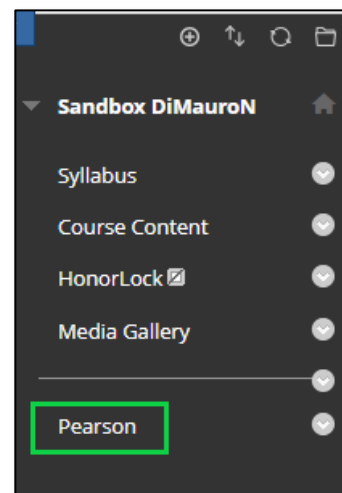 Sandbox DiMauroN
Syllabus
Course Content
HonorLock
Media Gallery
Pearson